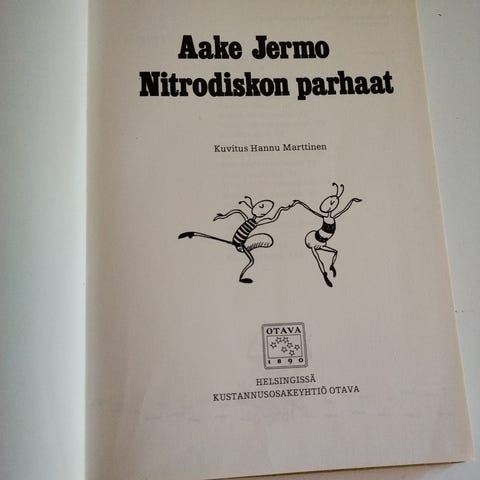 Aake Jermo
Nitrodiskon parhaat
Kuvitus Hannu Marttinen
OTAVA
1890
HELSINGISSÄ
KUSTANNUSOSAKEYHTIÖ OTAVA